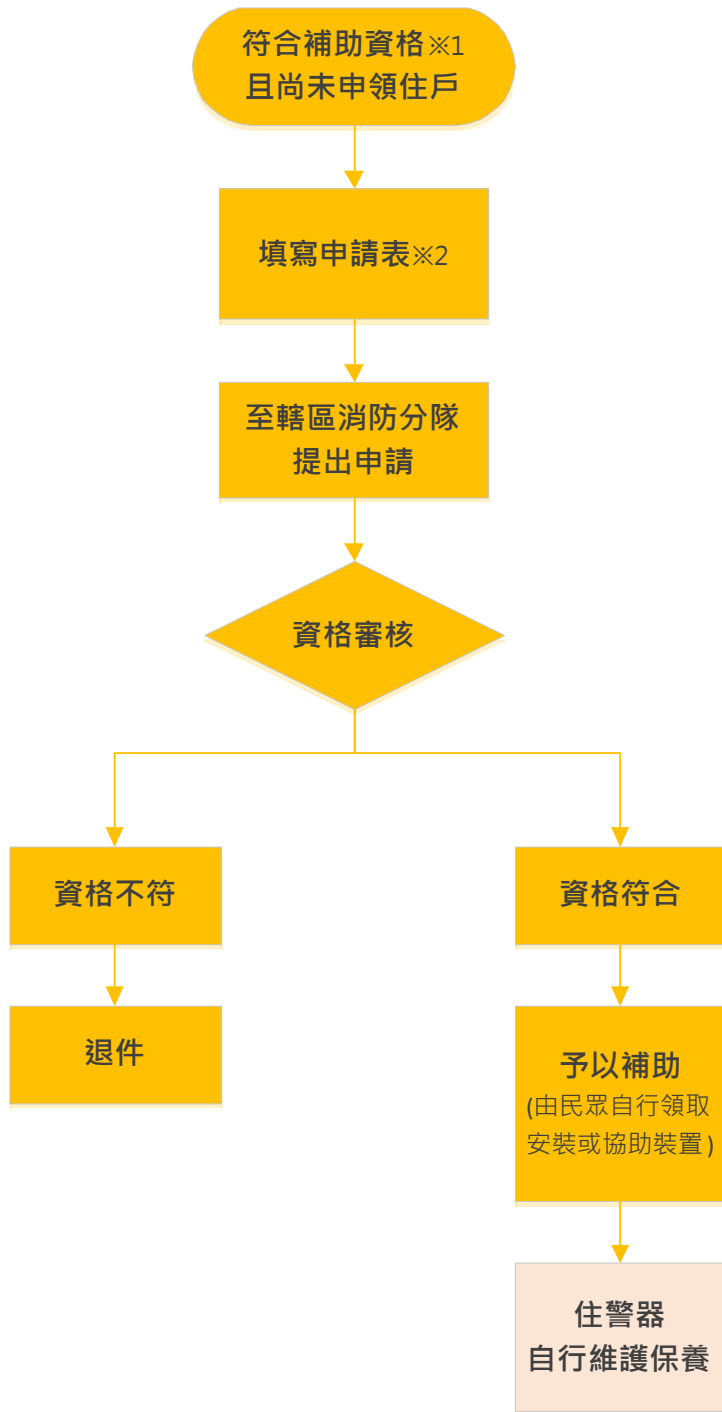 符合補助資格※1
且尚未申領住戶
填寫申請表※2
至轄區消防分隊
提出申請
資格審核
資格不符
資格符合
退件
予以補助
(由民眾自行領取
安裝或協助裝置)
住警器
自行維護保養